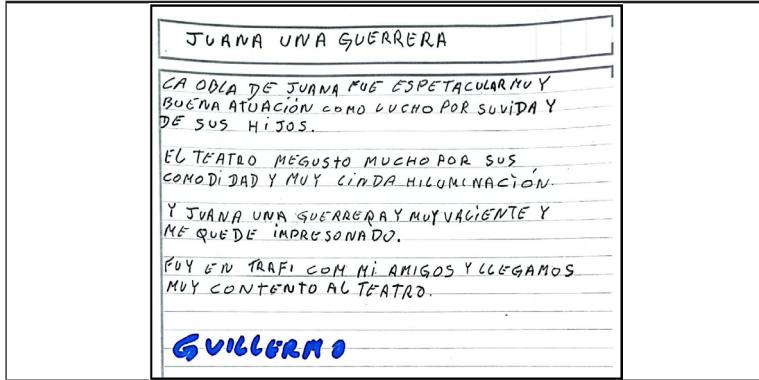 JUANA UNA GUERRERA
LA OBLA DE JUANA FUE ESPETACULAR MUY
BUENA ATUACIÓN COMO LUCHO POR SUVIDA Y
DE SUS HiJOS.
EL TEATRO MEGUSTO MUCHO POR SUS
COMODiDAD Y MUY LiNDA HILUMINACIÓN.
Y JUANA UNA GUERRERA Y MUY VALiENTE Y
ME QUEDE iMPRESONADO.
FUY EN TRAFI COM Mi AMIGOS Y LLEGAMOS
MUY CONTENTO AL TEATRO.
GUILLERMO